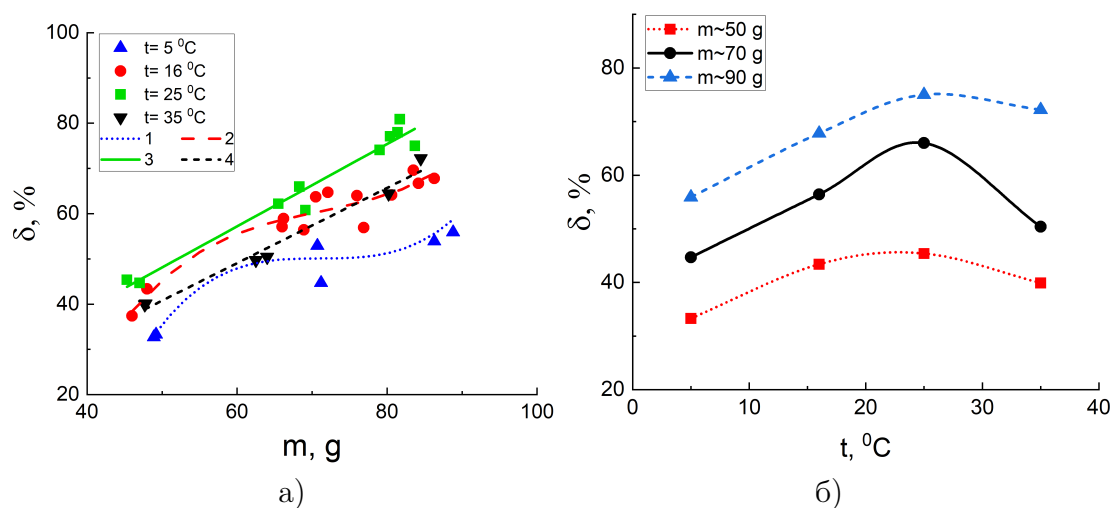 100
80
60
40
20
40
60
80
100
δ, %
m, g
t= 5 ⁰C
t= 16 ⁰C
t= 25 ⁰C
t= 35 ⁰C
1 2
3 4
а)
80
60
40
20
0
10
20
30
40
δ, %
t, ⁰C
m~50 g
m~70 g
m~90 g
б)